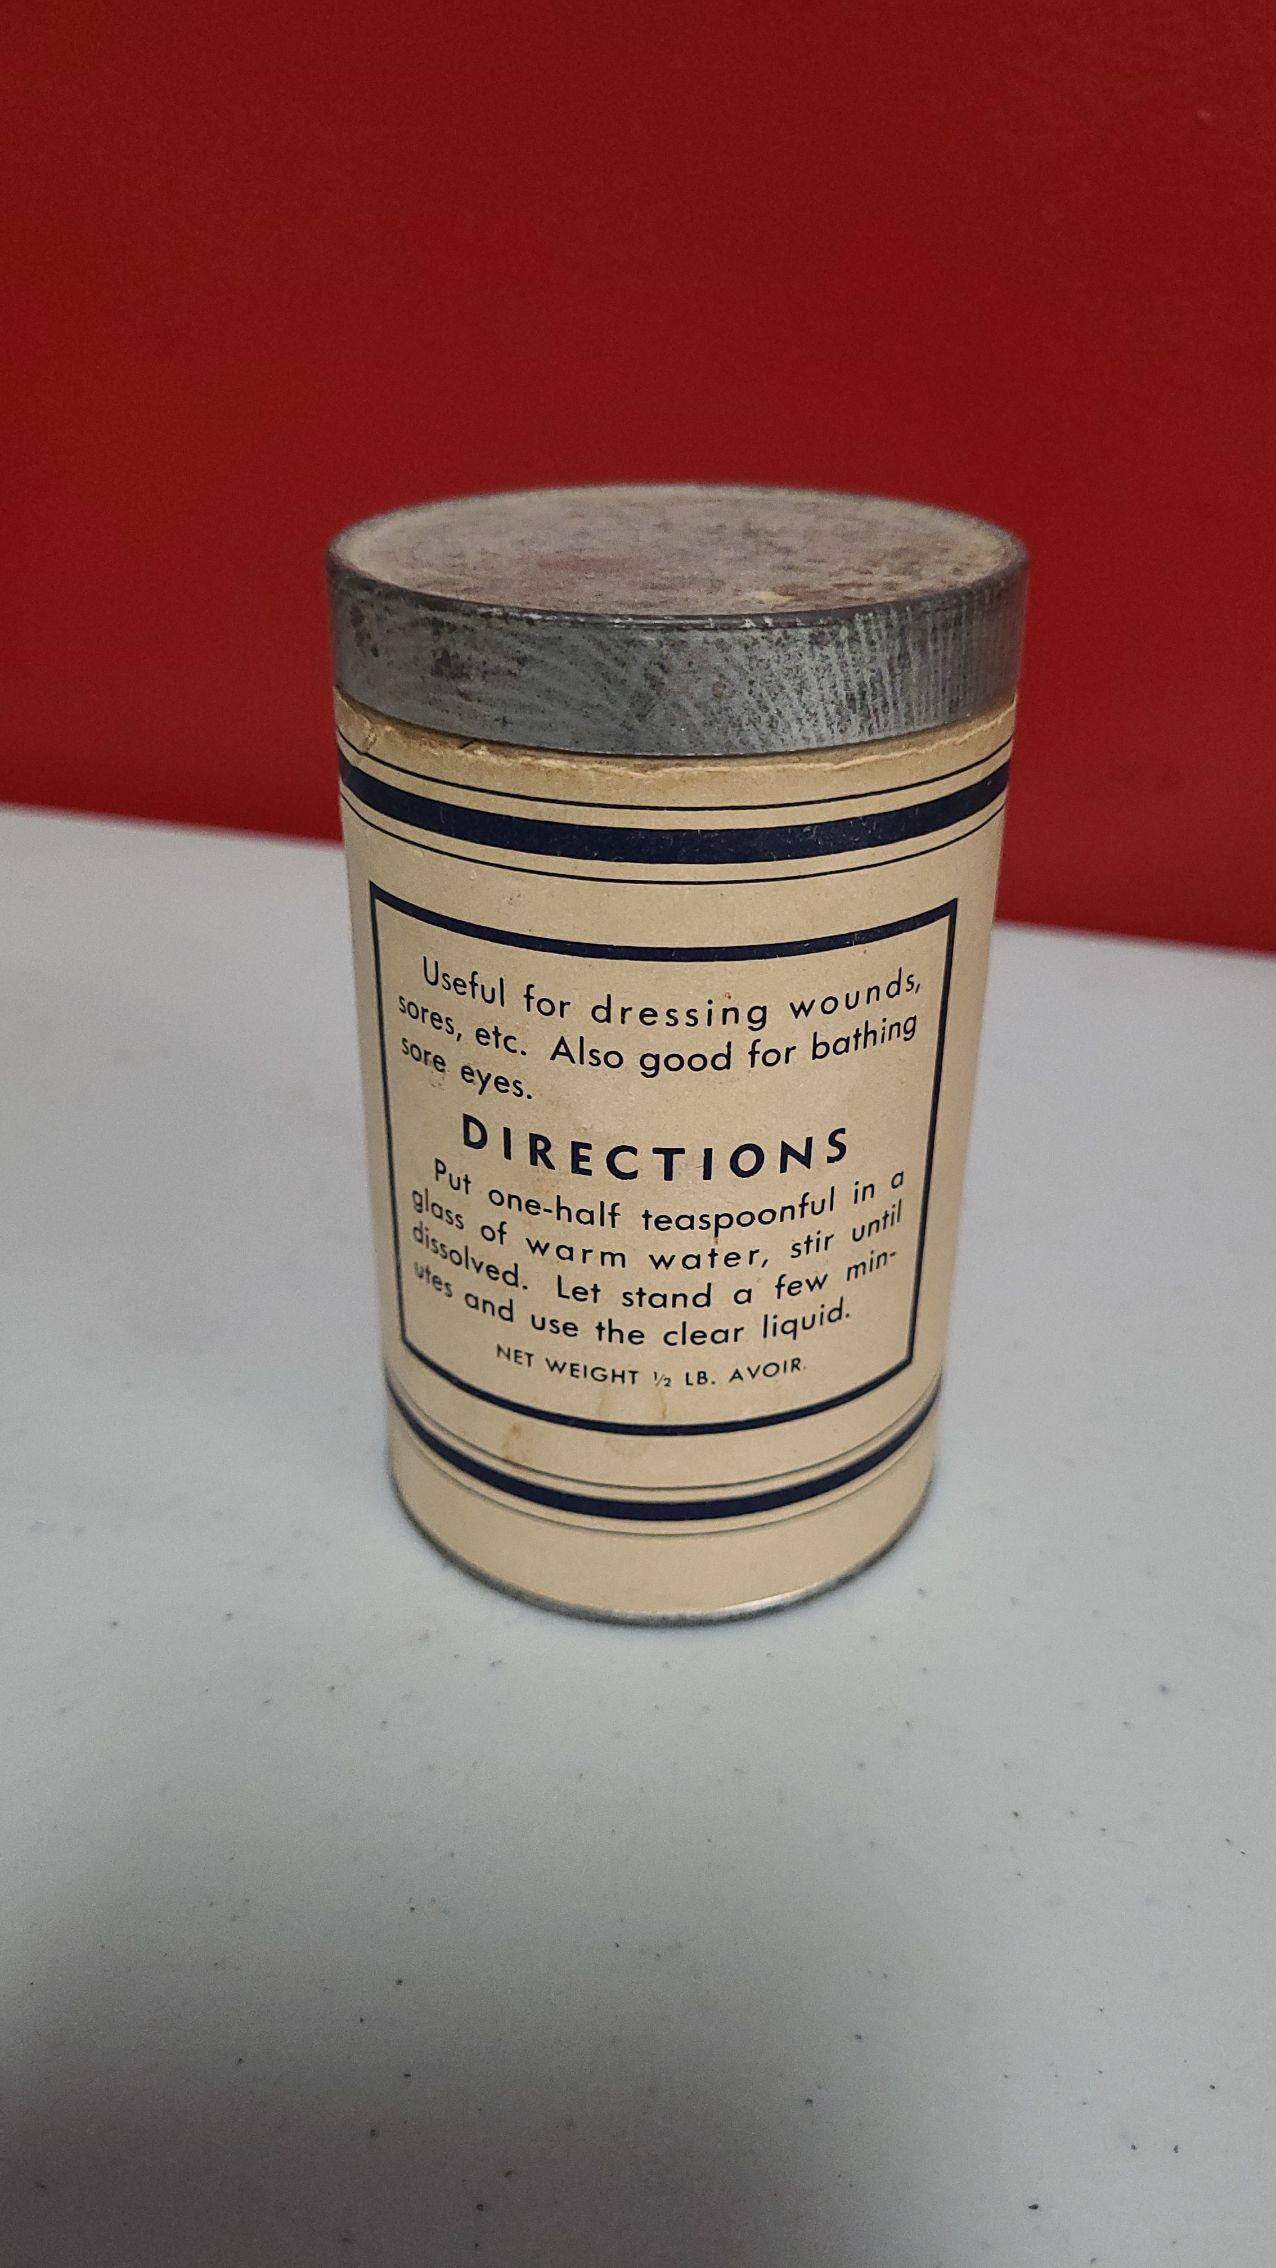 Useful for dressing wounds,
sores, etc. Also good for bathing
sore eyes.
DIRECTIONS
Put one-half teaspoonful in a
glass of warm water, stir until
dissolved. Let stand a few min-
utes and use the clear liquid.
NET WEIGHT ½ LB. AVOIR.